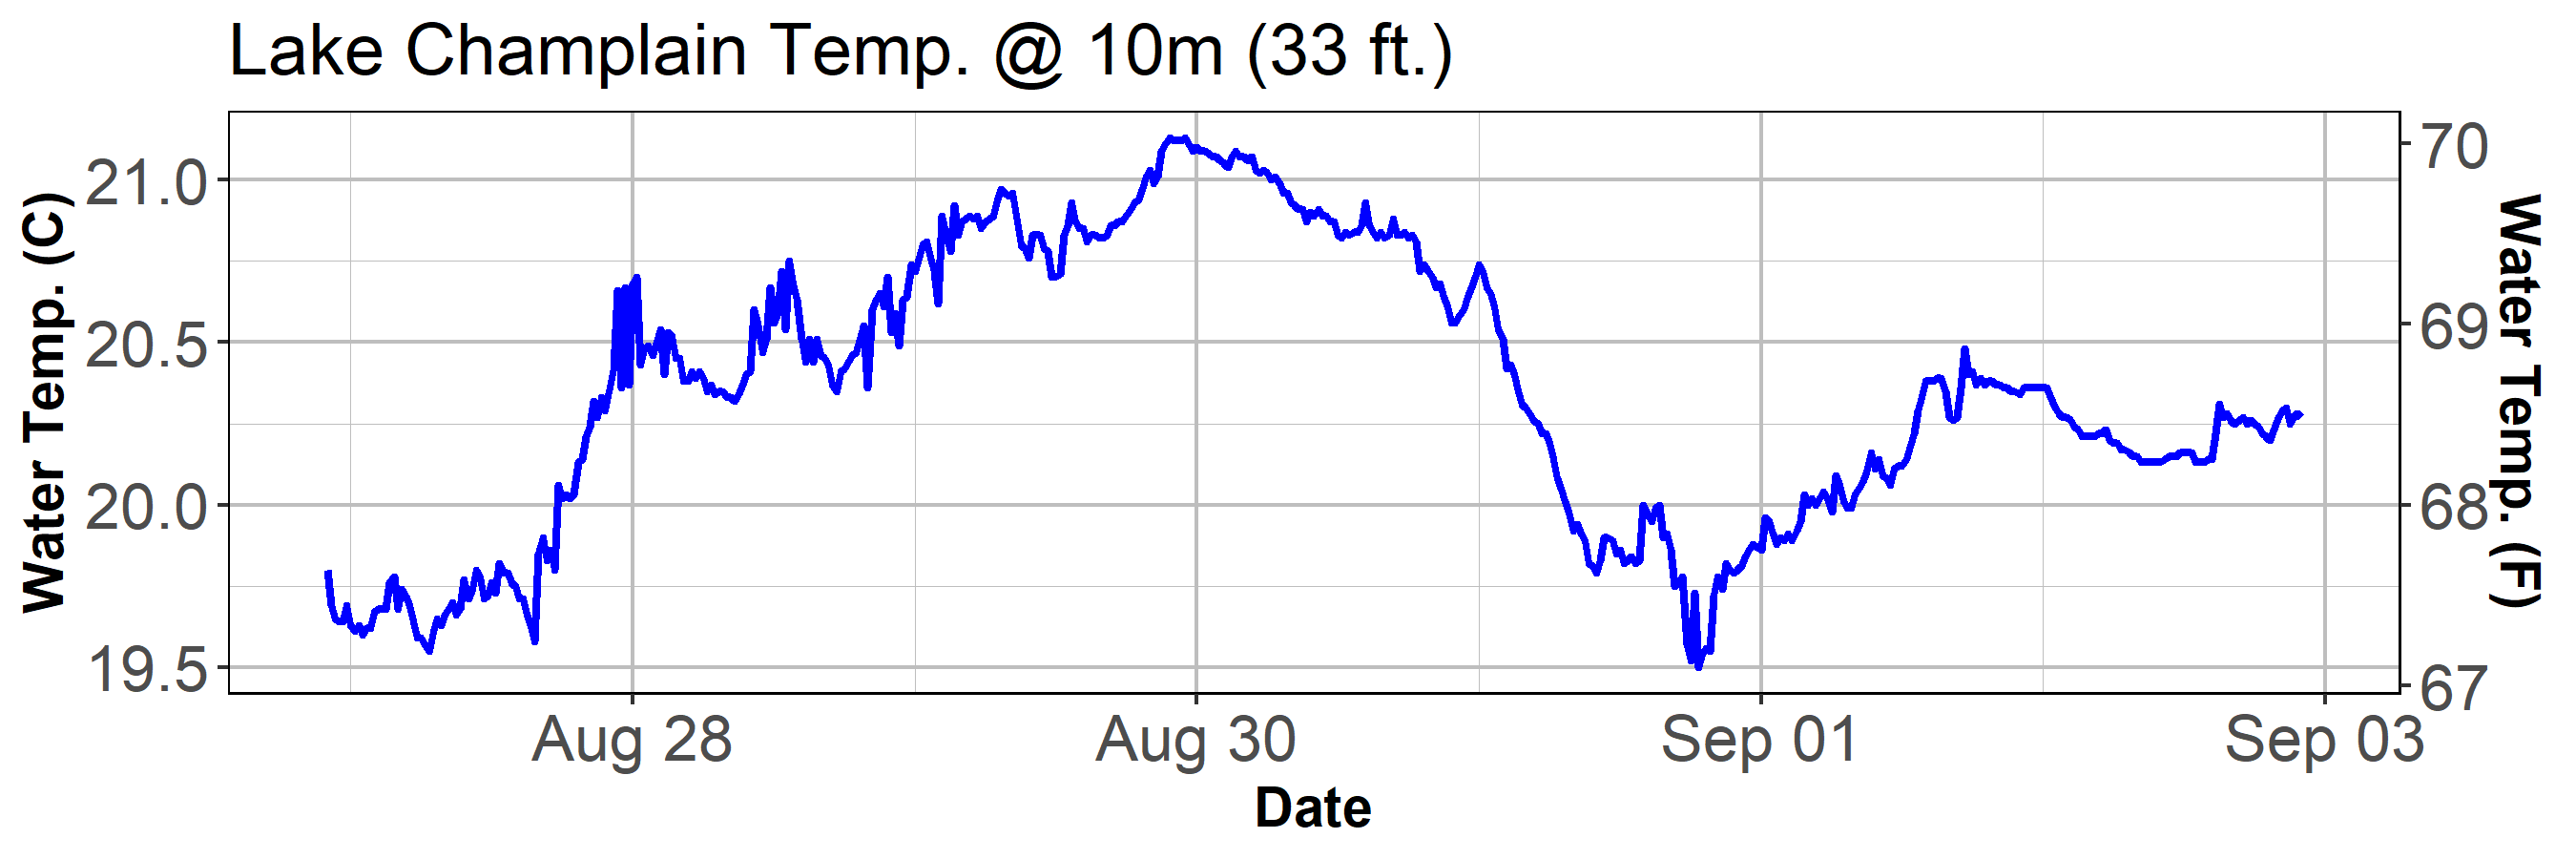 Lake Champlain Temp. @ 10m (33 ft.)
Water Temp. (C)
21.0
20.5
20.0
19.5
70
69
68
67
Water Temp. (F)
Aug 28 Aug 30 Sep 01 Sep 03
Date